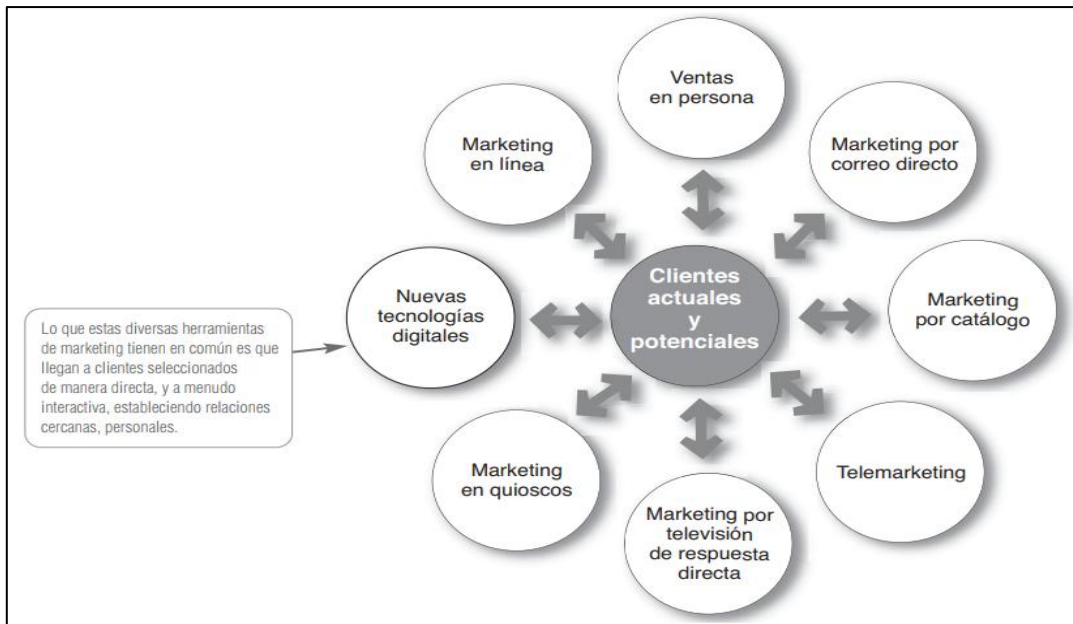 Ventas
en persona
Marketing
en línea
Marketing por
correo directo
Nuevas
tecnologías
digitales
Clientes
actuales
y
potenciales
Marketing
por catálogo
Lo que estas diversas herramientas
de marketing tienen en común es que
llegan a clientes seleccionados
de manera directa, y a menudo
interactiva, estableciendo relaciones
cercanas, personales.
Marketing
en quioscos
Marketing por
televisión
de respuesta
directa
Telemarketing